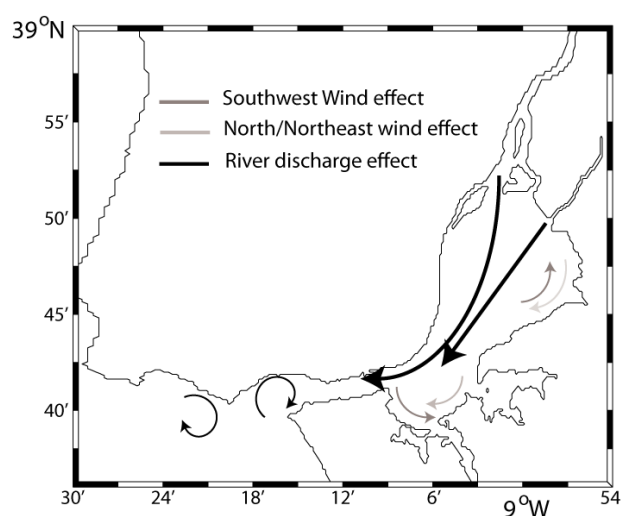 39°N
Southwest Wind effect
North/Northeast wind effect
River discharge effect
55′
50′
45′
40′
30′ 24′ 18′ 12′ 6′ 9°W 54